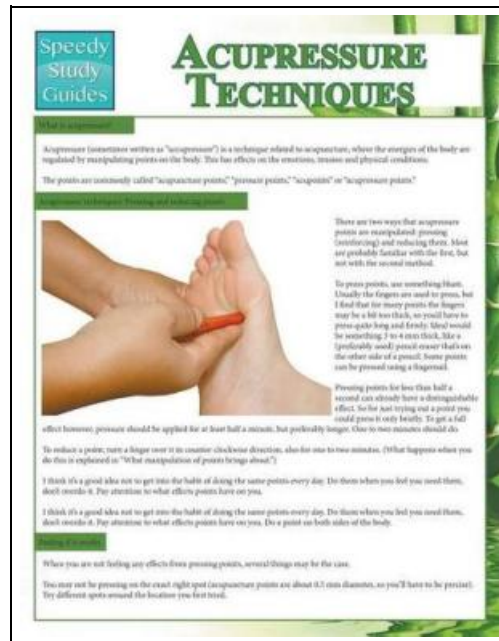 Speedy
Study
Guides
ACUPRESSURE
TECHNIQUES
What is acupressure?
Acupressure (sometimes written as "accupressure") is a technique related to acupuncture, where the energies of the body are
regulated by manipulating points on the body. This has effects on the emotions, tension and physical conditions.
The points are commonly called "acupuncture points," "pressure points," "acupoints" or "acupressure points."
Acupressure techniques: Pressing and reducing points
There are two ways that acupressure
points are manipulated: pressing
(reinforcing) and reducing them. Most
are probably familiar with the first, but
not with the second method.
To press points, use something blunt.
Usually the fingers are used to press, but
I find that for many points the fingers
may be a bit too thick, so you'd have to
press quite long and firmly. Ideal would
be something 3 to 4 mm thick, like a
(preferably used) pencil eraser that's on
the other side of a pencil. Some points
can be pressed using a fingernail.
Pressing points for less than half a
second can already have a distinguishable
effect. So for just trying out a point you
could press it only briefly. To get a full
effect however, pressure should be applied for at least half a minute, but preferably longer. One to two minutes should do.
To reduce a point, turn a finger over it in counter-clockwise direction, also for one to two minutes. (What happens when you
do this is explained in "What manipulation of points brings about.")
I think it's a good idea not to get into the habit of doing the same points every day. Do them when you feel you need them,
don't overdo it. Pay attention to what effects points have on you.
I think it's a good idea not to get into the habit of doing the same points every day. Do them when you feel you need them,
don't overdo it. Pay attention to what effects points have on you. Do a point on both sides of the body.
When you are not feeling any effects from pressing points, several things may be the case.
You may not be pressing on the exact right spot (acupuncture points are about 0.5 mm diameter, so you'll have to be precise).
Try different spots around the location you first tried.